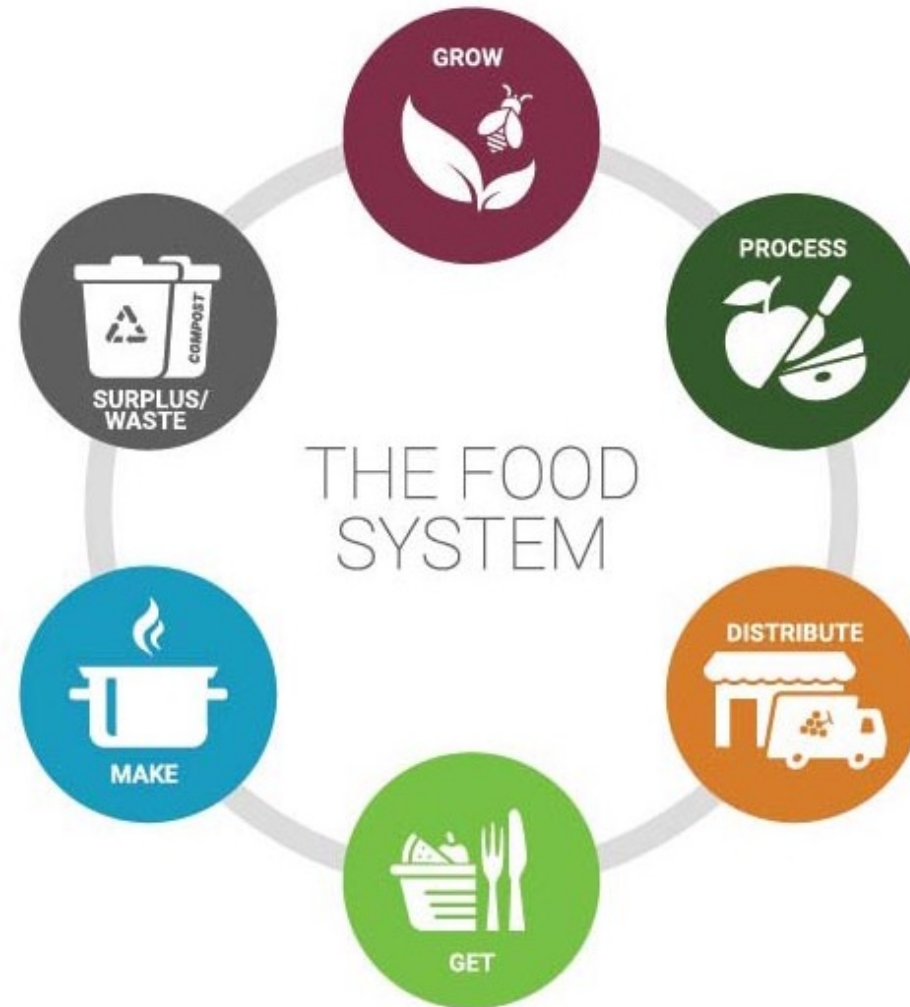 GROW
PROCESS
COMPOST
SURPLUS/
WASTE
THE FOOD
SYSTEM
DISTRIBUTE
MAKE
GET